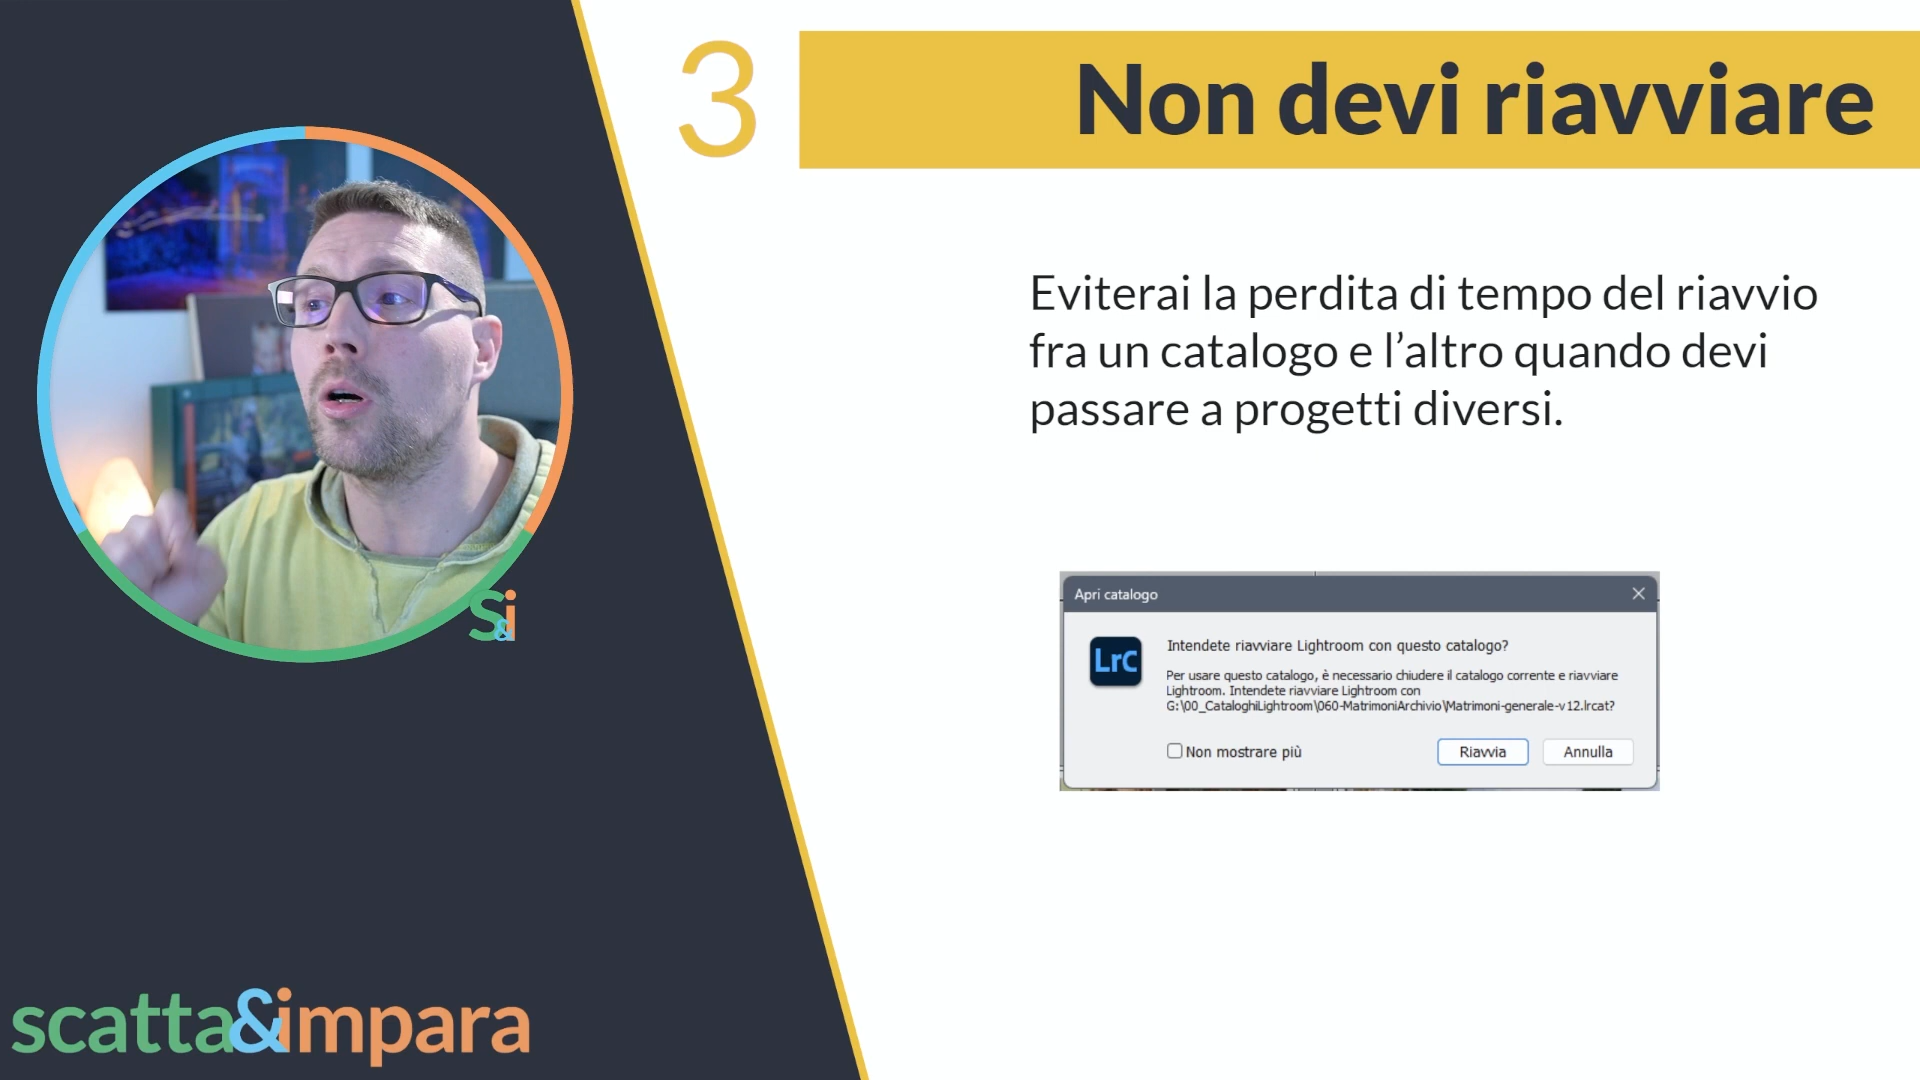 3
Non devi riavviare
Eviterai la perdita di tempo del riavvio
fra un catalogo e l’altro quando devi
passare a progetti diversi.
S&i
Apri catalogo
LrC
Intendete riavviare Lightroom con questo catalogo?
Per usare questo catalogo, è necessario chiudere il catalogo corrente e riavviare
Lightroom. Intendete riavviare Lightroom con
G:\00_CataloghiLightroom\060-MatrimoniArchivio\Matrimoni-generale-v12.lrcat?
Non mostrare più
Riavvia
Annulla
scatta&impara